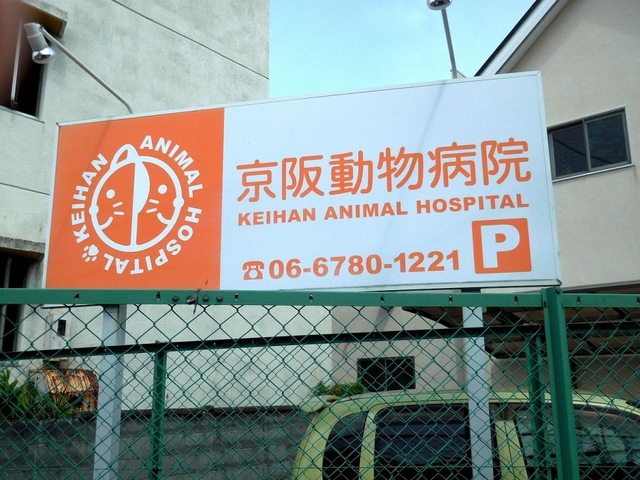 KEIHAN ANIMAL HOSPITAL
京阪動物病院
KEIHAN ANIMAL HOSPITAL
☎06-6780-1221
P